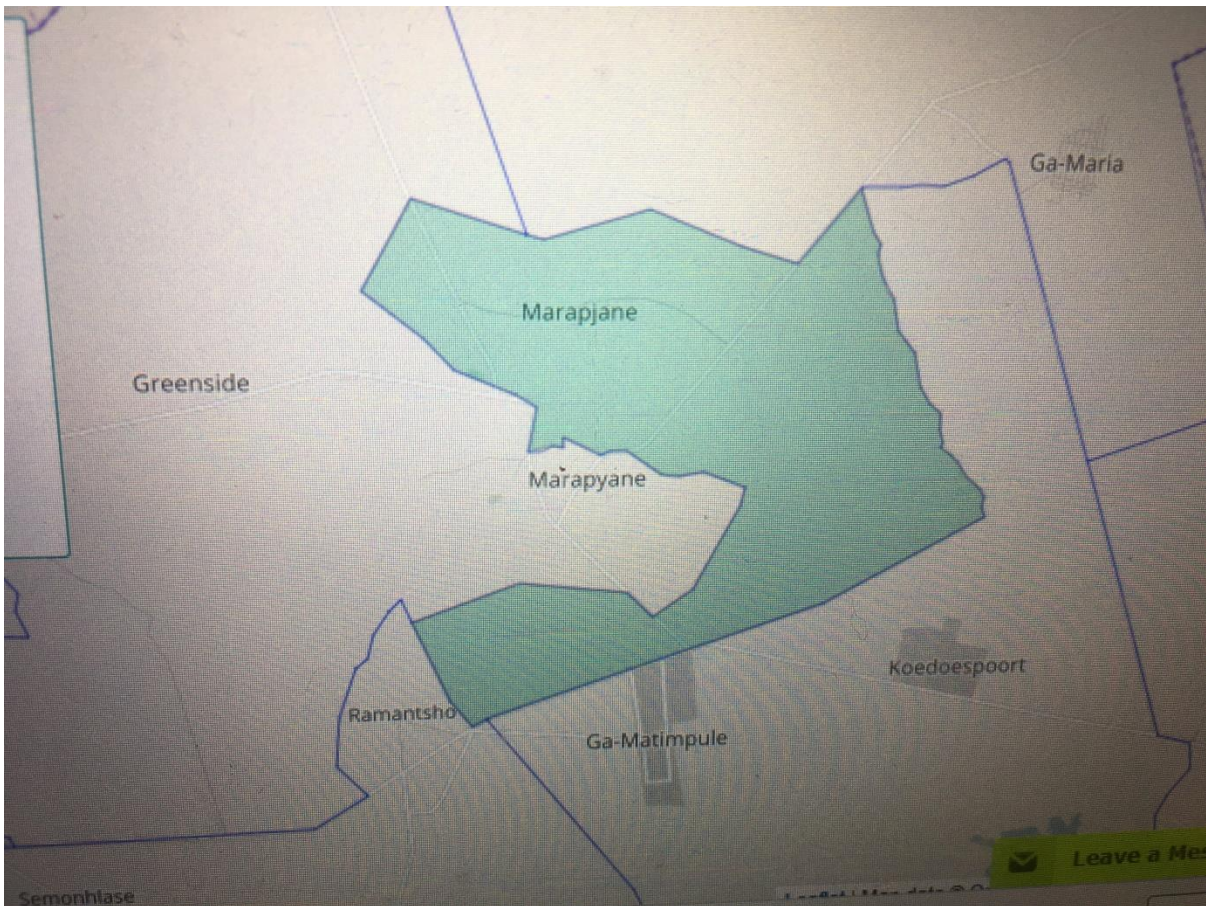 Ga-Maria
Marapjane
Greenside
Marapyane
Koedoespoort
Ramantsho
Ga-Matimpule
Leave a Mes
Semonhlase